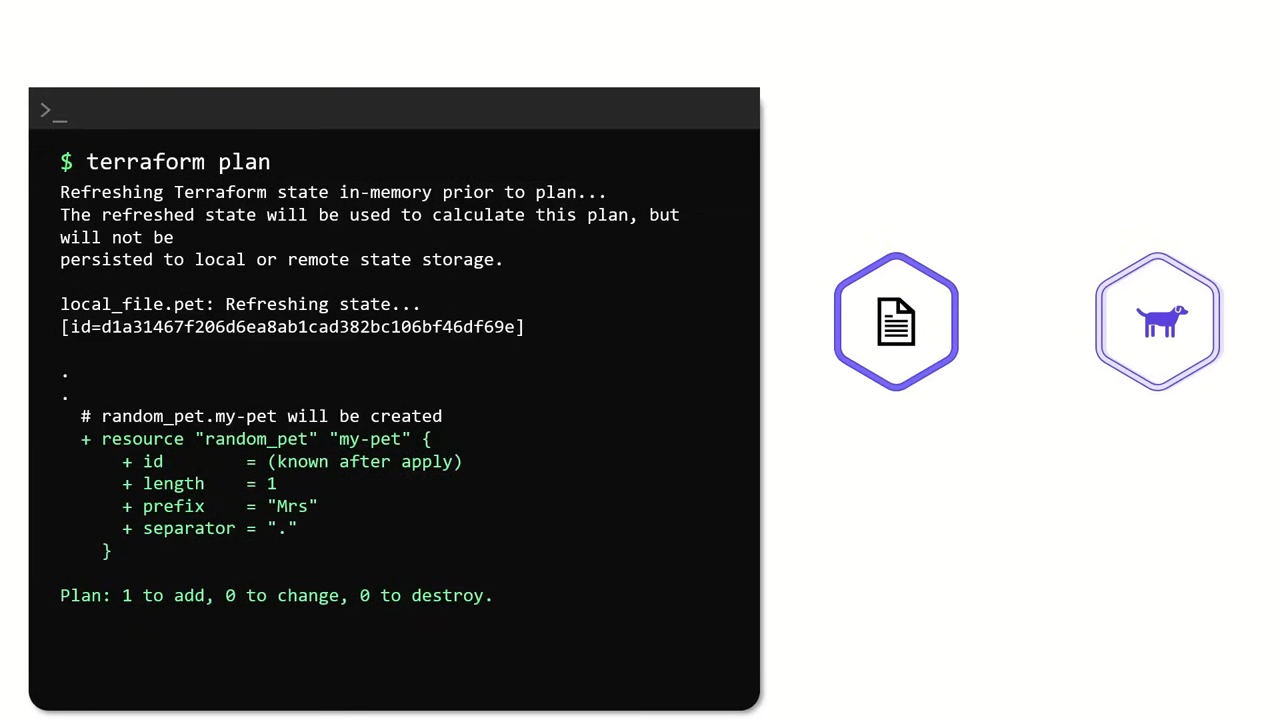 >_
$ terraform plan
Refreshing Terraform state in-memory prior to plan...
The refreshed state will be used to calculate this plan, but
will not be
persisted to local or remote state storage.
local_file.pet: Refreshing state...
[id=d1a31467f206d6ea8ab1cad382bc106bf46df69e]
.
.
# random_pet.my-pet will be created
+ resource "random_pet" "my-pet" {
+ id = (known after apply)
+ length = 1
+ prefix = "Mrs"
+ separator = "."
}
Plan: 1 to add, 0 to change, 0 to destroy.